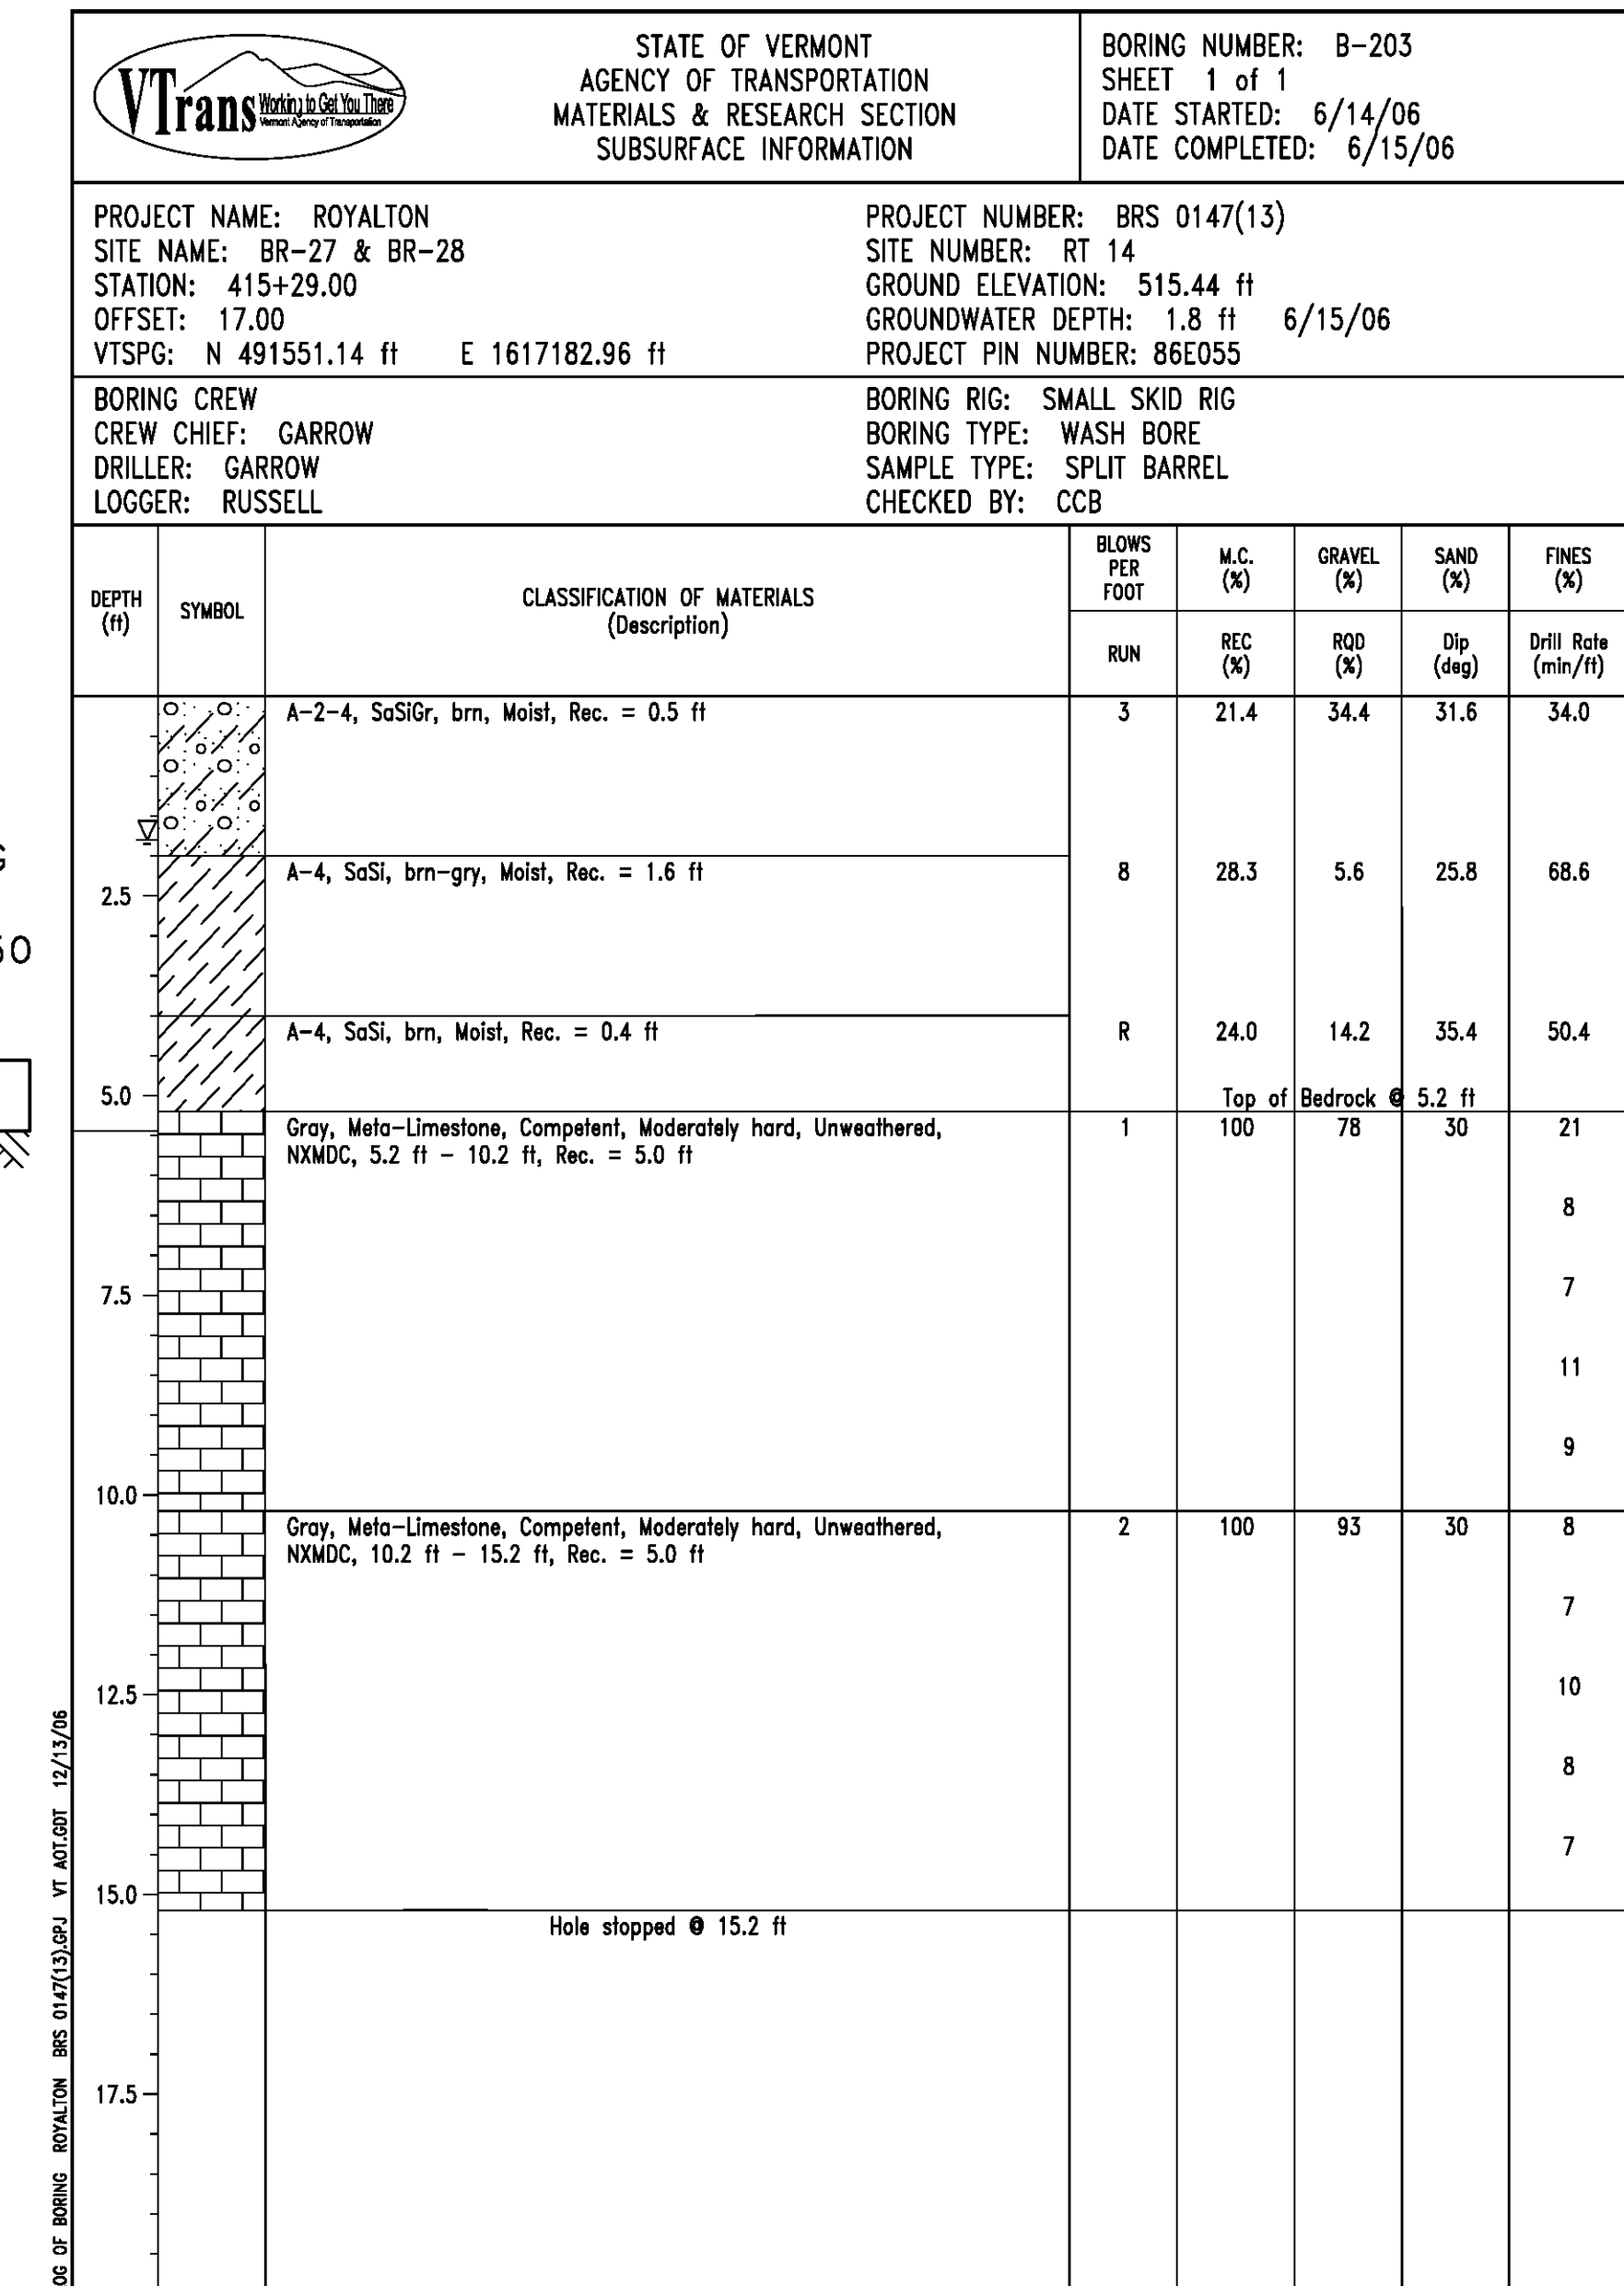 VTrans Working to Get You There
Vermont Agency of Transportation
STATE OF VERMONT
AGENCY OF TRANSPORTATION
MATERIALS & RESEARCH SECTION
SUBSURFACE INFORMATION
BORING NUMBER: B-203
SHEET 1 of 1
DATE STARTED: 6/14/06
DATE COMPLETED: 6/15/06
PROJECT NAME: ROYALTON
SITE NAME: BR-27 & BR-28
STATION: 415+29.00
OFFSET: 17.00
VTSPG: N 491551.14 ft E 1617182.96 ft
PROJECT NUMBER: BRS 0147(13)
SITE NUMBER: RT 14
GROUND ELEVATION: 515.44 ft
GROUNDWATER DEPTH: 1.8 ft 6/15/06
PROJECT PIN NUMBER: 86E055
BORING CREW
CREW CHIEF: GARROW
DRILLER: GARROW
LOGGER: RUSSELL
BORING RIG: SMALL SKID RIG
BORING TYPE: WASH BORE
SAMPLE TYPE: SPLIT BARREL
CHECKED BY: CCB
DEPTH
(ft)
SYMBOL
CLASSIFICATION OF MATERIALS
(Description)
BLOWS
PER
FOOT
M.C.
(%)
GRAVEL
(%)
SAND
(%)
FINES
(%)
RUN
REC
(%)
RQD
(%)
Dip
(deg)
Drill Rate
(min/ft)
A-2-4, SaSiGr, brn, Moist, Rec. = 0.5 ft 3 21.4 34.4 31.6 34.0
A-4, SaSi, brn-gry, Moist, Rec. = 1.6 ft 8 28.3 5.6 25.8 68.6
2.5
50
A-4, SaSi, brn, Moist, Rec. = 0.4 ft R 24.0 14.2 35.4 50.4
5.0 Top of Bedrock @ 5.2 ft
Gray, Meta-Limestone, Competent, Moderately hard, Unweathered, 1 100 78 30 21
NXMDC, 5.2 ft - 10.2 ft, Rec. = 5.0 ft
8
7.5 7
11
9
10.0
Gray, Meta-Limestone, Competent, Moderately hard, Unweathered, 2 100 93 30 8
NXMDC, 10.2 ft - 15.2 ft, Rec. = 5.0 ft
7
12.5 10
8
7
15.0
Hole stopped @ 15.2 ft
17.5
OG OF BORING ROYALTON BRS 0147(13).GPJ VT AOT.GDT 12/13/06